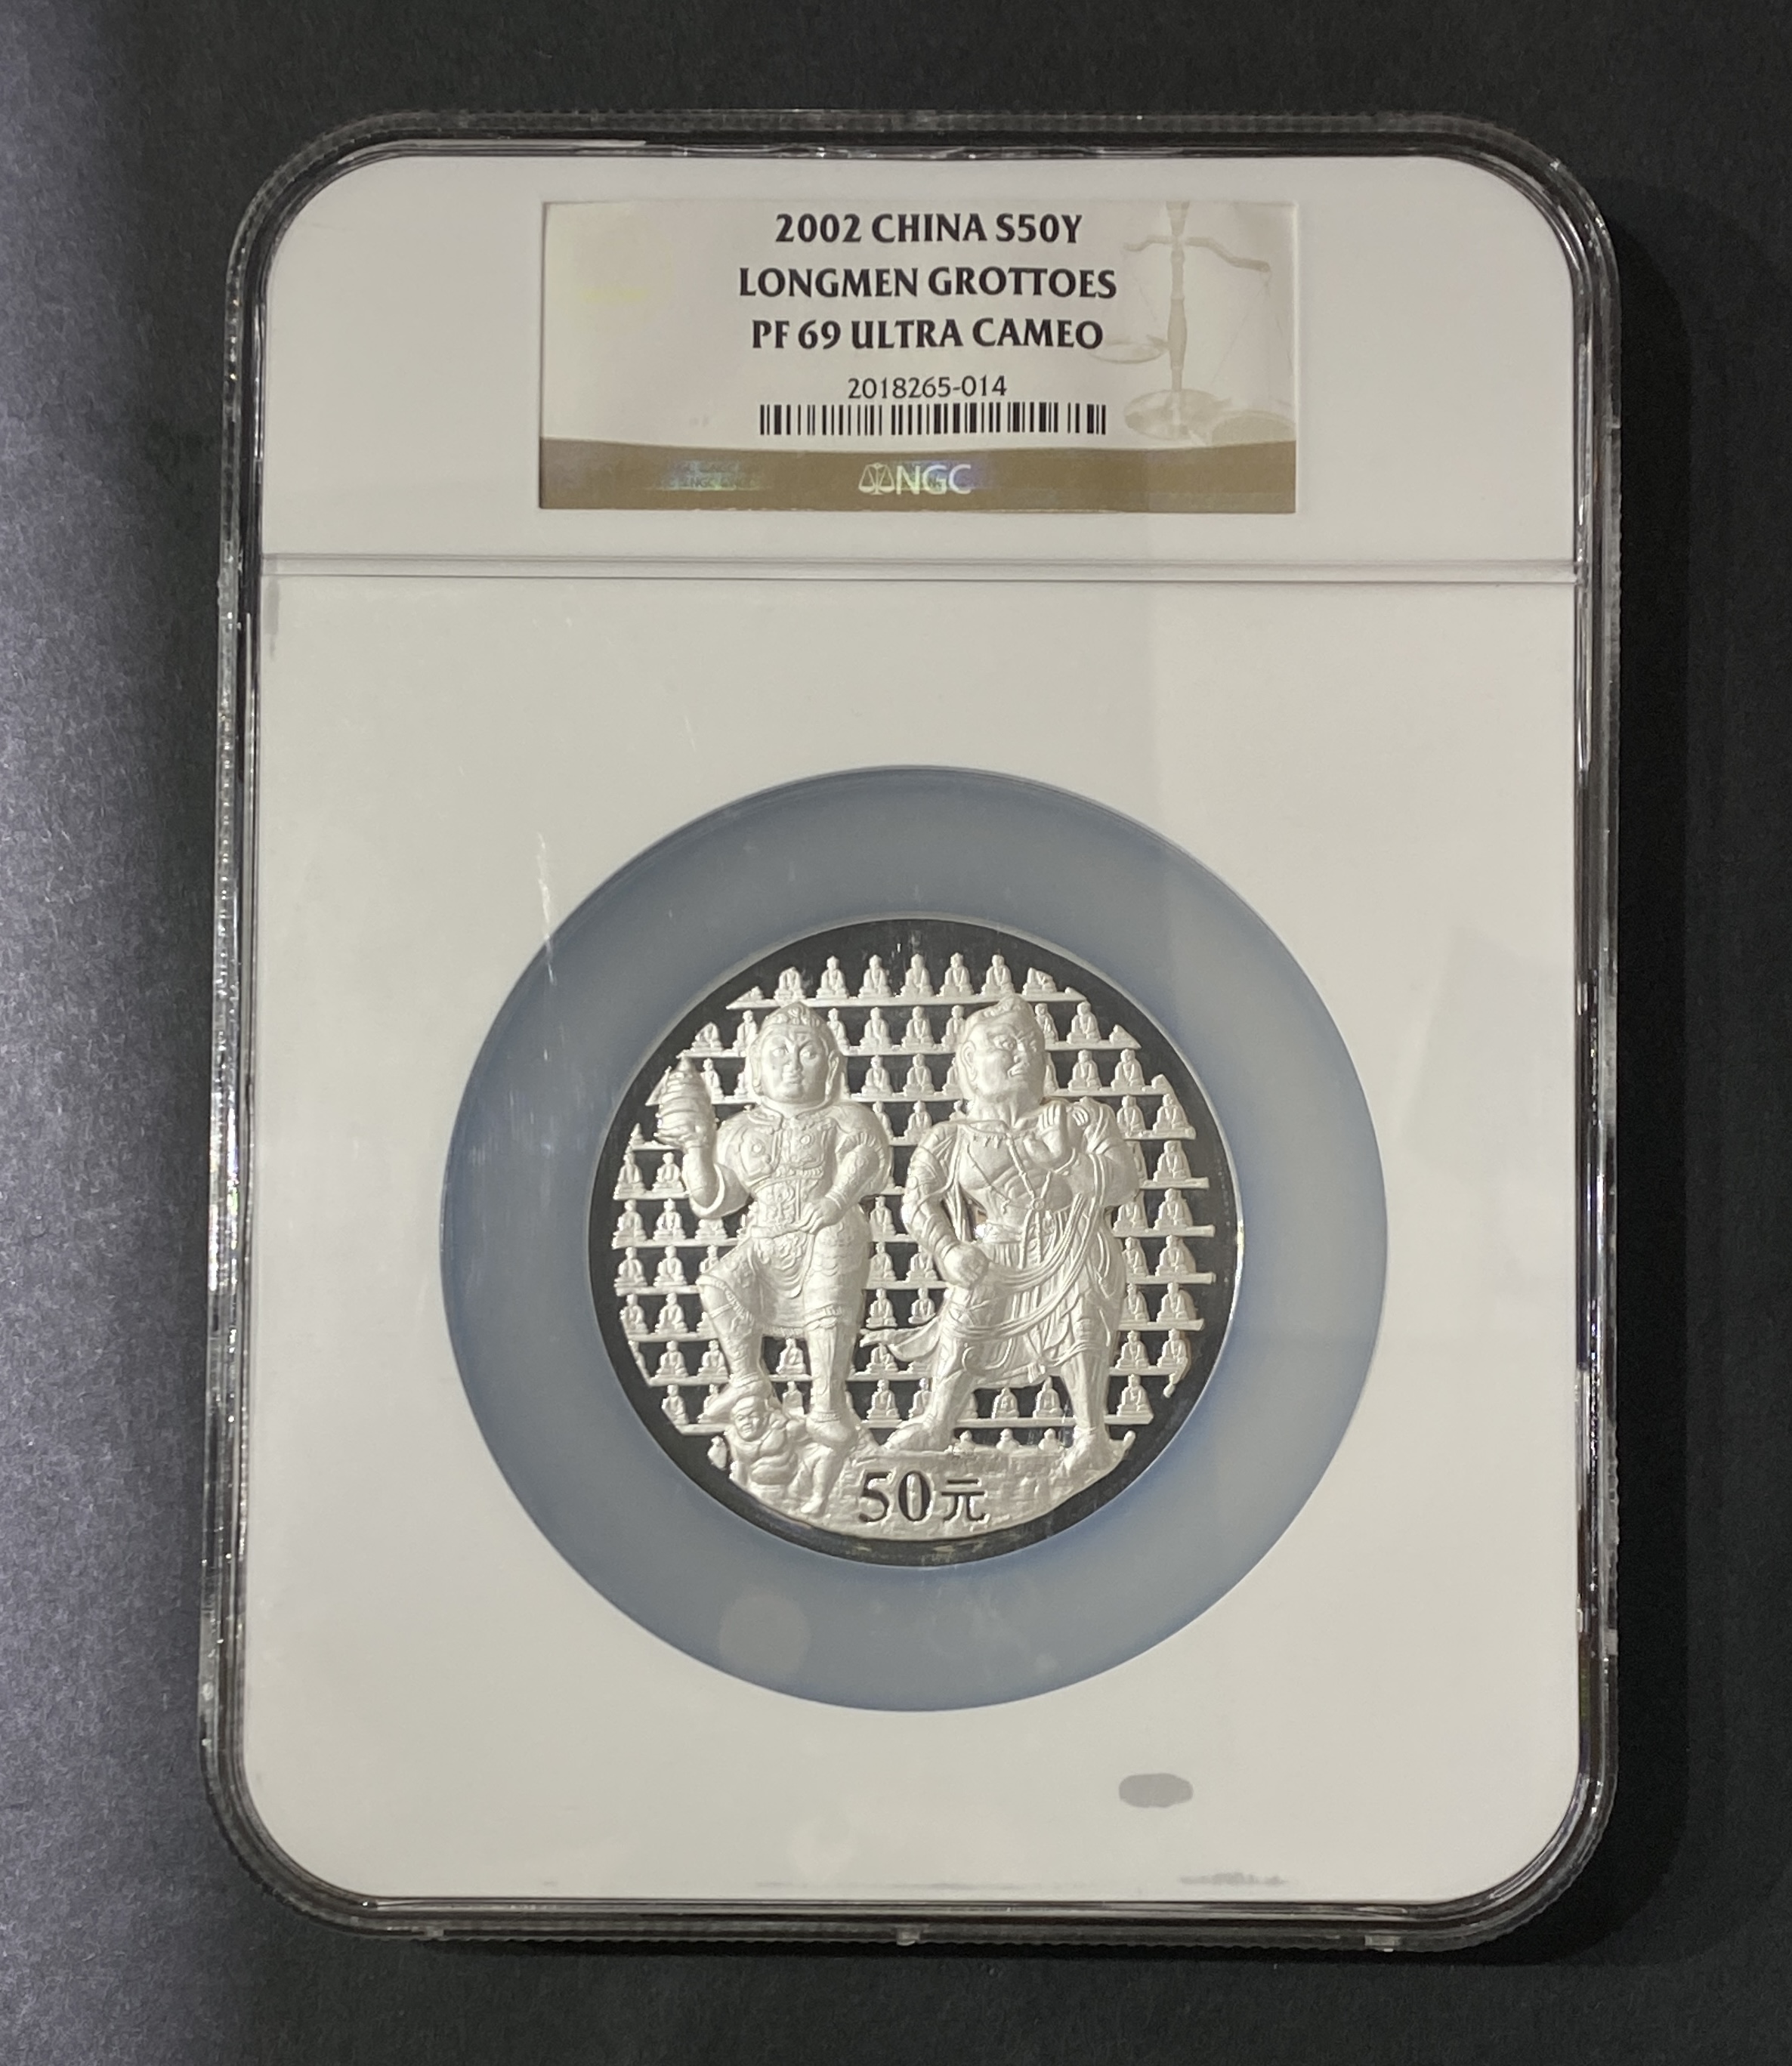 2002 CHINA S50Y
LONGMEN GROTTOES
PF 69 ULTRA CAMEO
2018265-014
NGC
50元